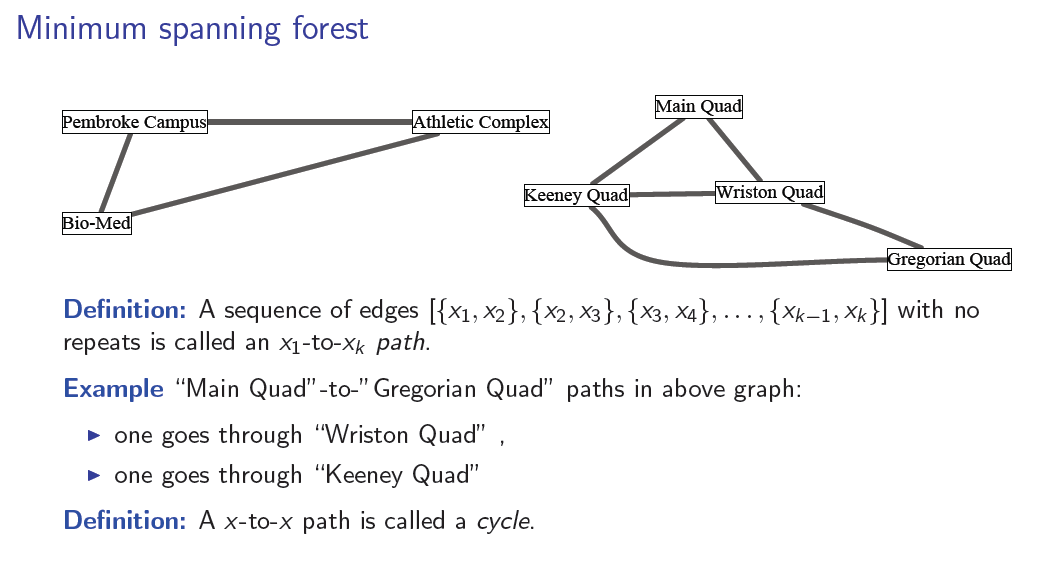 Minimum spanning forest
Main Quad
Pembroke Campus
Athletic Complex
Keeney Quad
Wriston Quad
Bio-Med
Gregorian Quad
Definition: A sequence of edges [{x₁, x₂}, {x₂, x₃}, {x₃, x₄}, . . . , {xₖ₋₁, xₖ}] with no
repeats is called an x₁-to-xₖ path.
Example “Main Quad”-to-”Gregorian Quad” paths in above graph:
▶ one goes through “Wriston Quad” ,
▶ one goes through “Keeney Quad”
Definition: A x-to-x path is called a cycle.